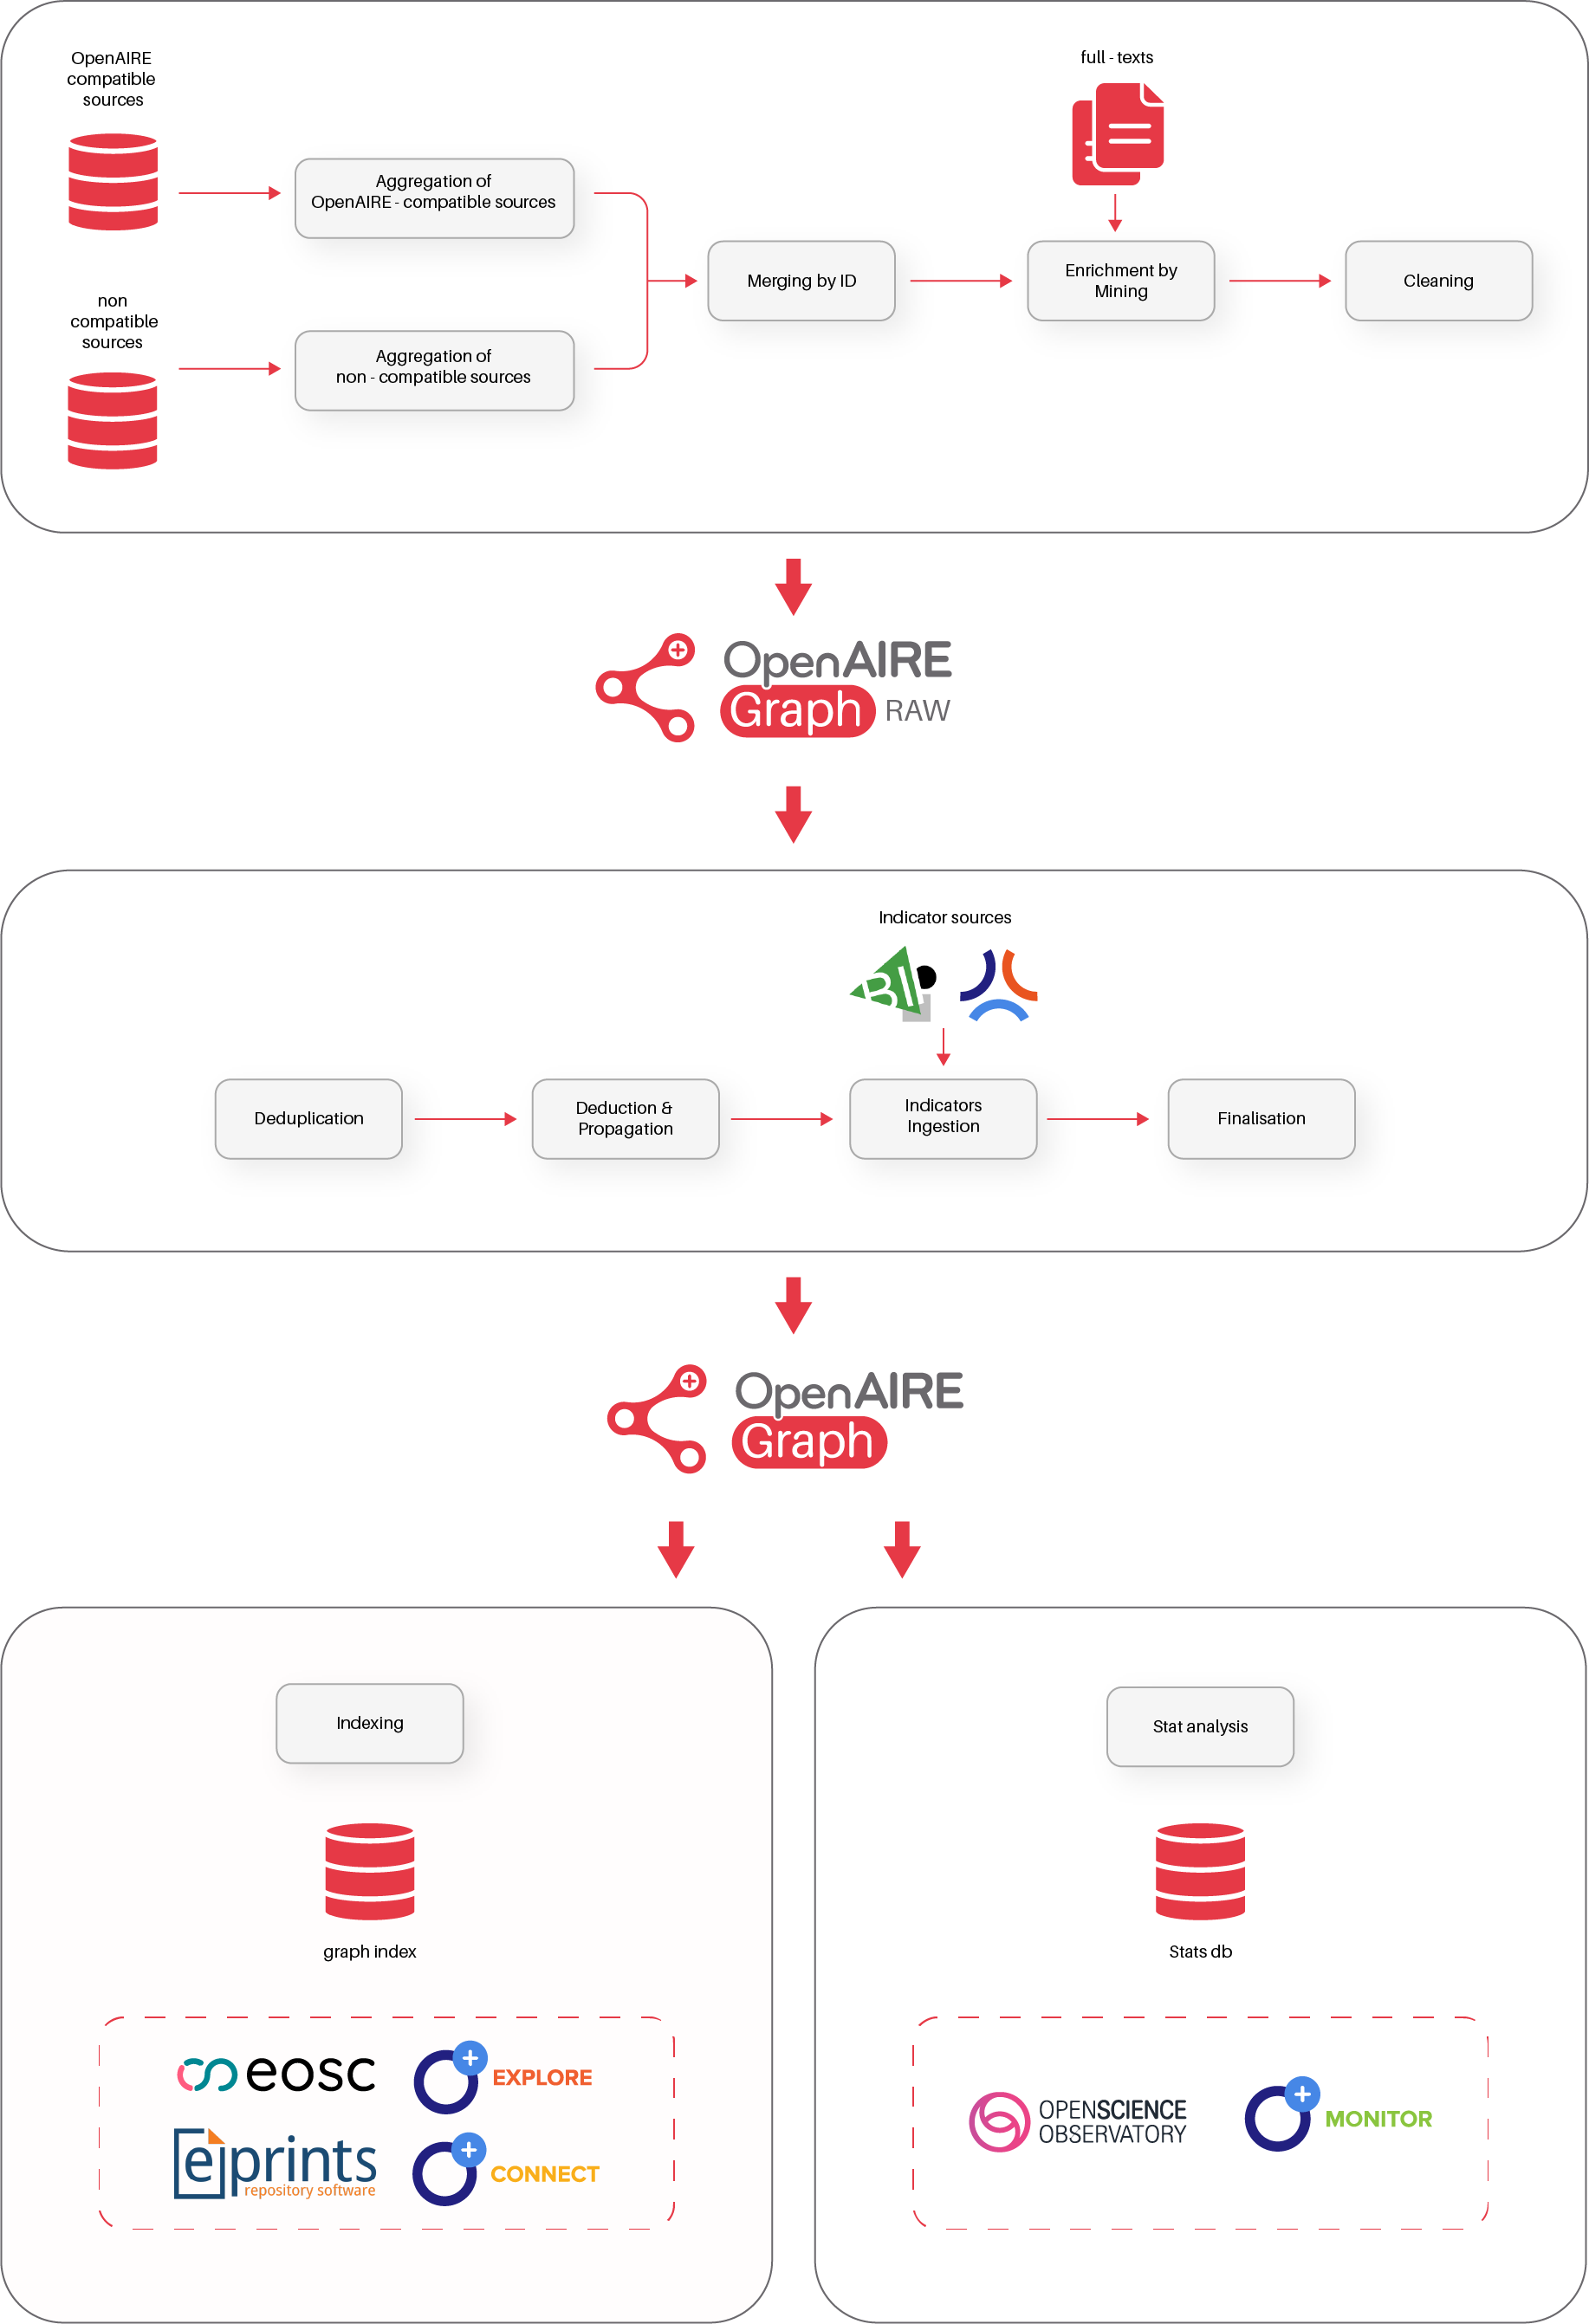 OpenAIRE
compatible
sources
full - texts
Aggregation of
OpenAIRE - compatible sources
non
compatible
sources
Aggregation of
non - compatible sources
Merging by ID
Enrichment by
Mining
Cleaning
OpenAIRE
Graph RAW
Indicator sources
BIP
Deduplication
Deduction &
Propagation
Indicators
Ingestion
Finalisation
OpenAIRE
Graph
Indexing
Stat analysis
graph index
Stats db
eosc
EXPLORE
eprints
repository software
CONNECT
OPENSCIENCE
OBSERVATORY
MONITOR